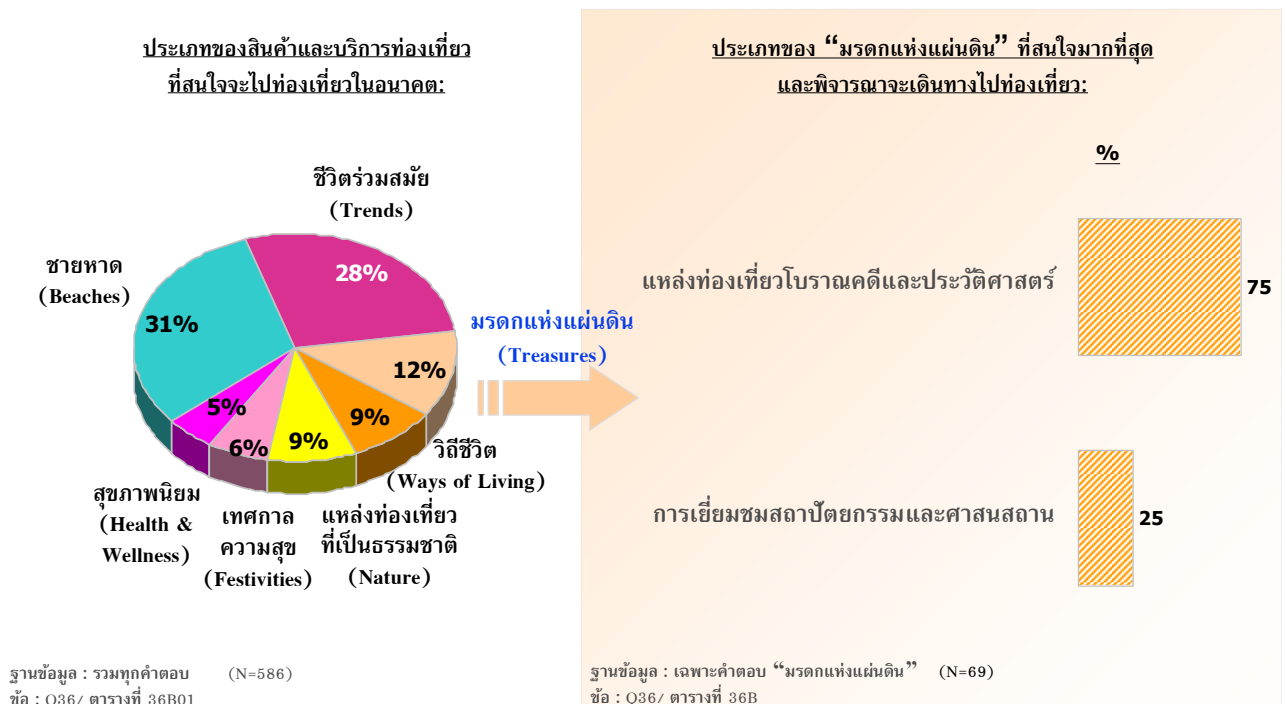 ประเภทของสินค้าและบริการท่องเที่ยว
ที่สนใจจะไปท่องเที่ยวในอนาคต:
ชีวิตร่วมสมัย
(Trends)
28%
ชายหาด
(Beaches)
31%
มรดกแห่งแผ่นดิน
(Treasures)
12%
5%
6%
9%
9%
วิถีชีวิต
(Ways of Living)
สุขภาพนิยม
(Health &
Wellness)
เทศกาล
ความสุข
(Festivities)
แหล่งท่องเที่ยว
ที่เป็นธรรมชาติ
(Nature)
ฐานข้อมูล : รวมทุกคำตอบ (N=586)
ข้อ : Q36/ ตารางที่ 36B01
ประเภทของ “มรดกแห่งแผ่นดิน” ที่สนใจมากที่สุด
และพิจารณาจะเดินทางไปท่องเที่ยว:
%
แหล่งท่องเที่ยวโบราณคดีและประวัติศาสตร์
75
การเยี่ยมชมสถาปัตยกรรมและศาสนสถาน
25
ฐานข้อมูล : เฉพาะคำตอบ “มรดกแห่งแผ่นดิน” (N=69)
ข้อ : Q36/ ตารางที่ 36B